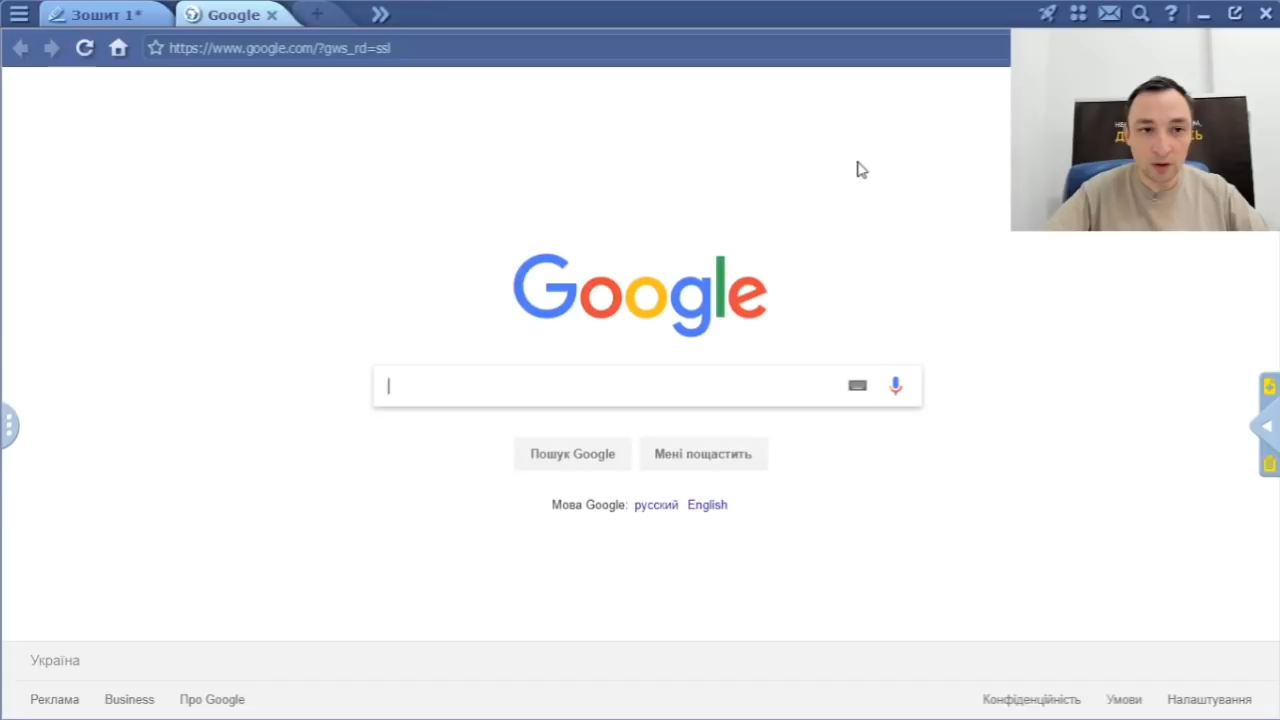 Зошит 1*
Google
https://www.google.com/?gws_rd=ssl
Google
Пошук Google
Мені пощастить
Мова Google: русский English
Україна
Реклама Business Про Google
Конфіденційність Умови Налаштування